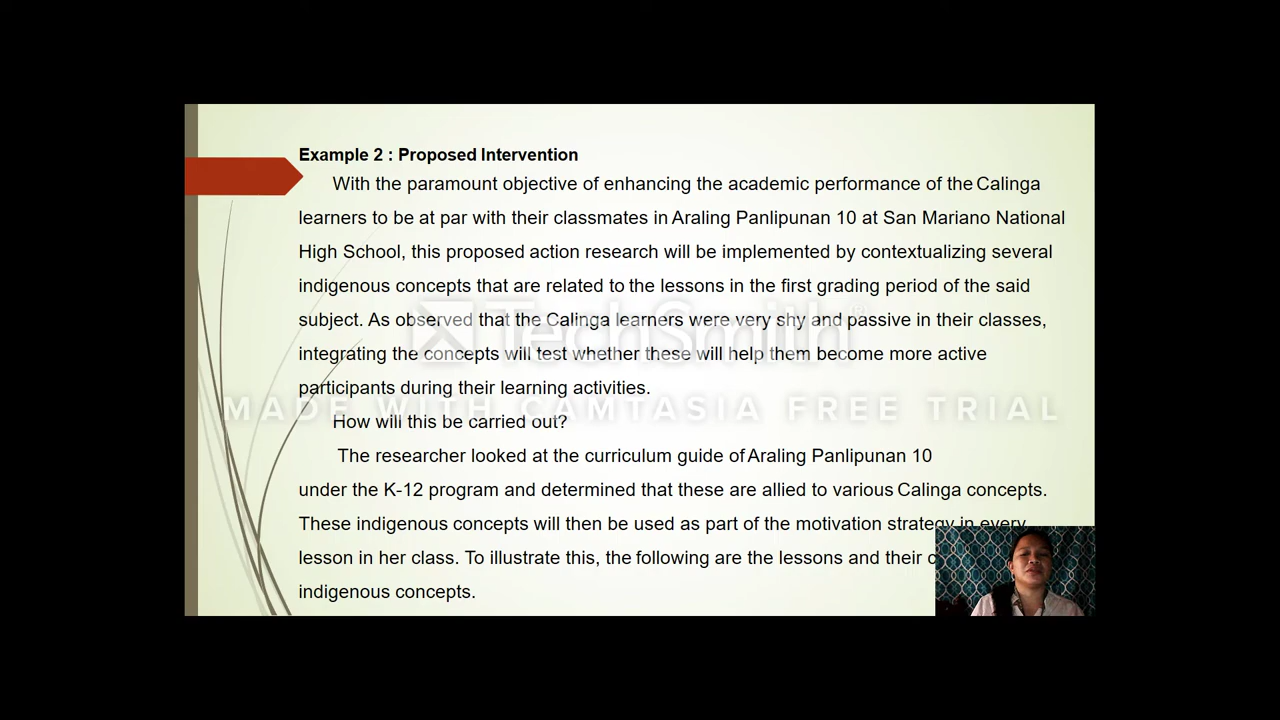 Example 2 : Proposed Intervention
With the paramount objective of enhancing the academic performance of the Calinga
learners to be at par with their classmates in Araling Panlipunan 10 at San Mariano National
High School, this proposed action research will be implemented by contextualizing several
indigenous concepts that are related to the lessons in the first grading period of the said
subject. As observed that the Calinga learners were very shy and passive in their classes,
integrating the concepts will test whether these will help them become more active
participants during their learning activities.
How will this be carried out?
The researcher looked at the curriculum guide of Araling Panlipunan 10
under the K-12 program and determined that these are allied to various Calinga concepts.
These indigenous concepts will then be used as part of the motivation strategy in every
lesson in her class. To illustrate this, the following are the lessons and their
indigenous concepts.
TechSmith®
MADE WITH CAMTASIA FREE TRIAL